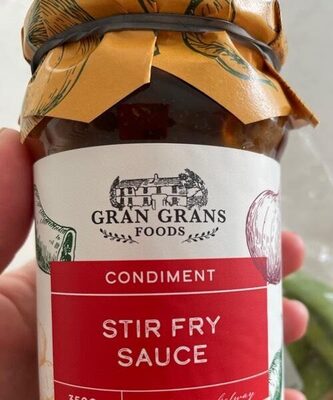 GRAN GRANS
FOODS
CONDIMENT
STIR FRY
SAUCE